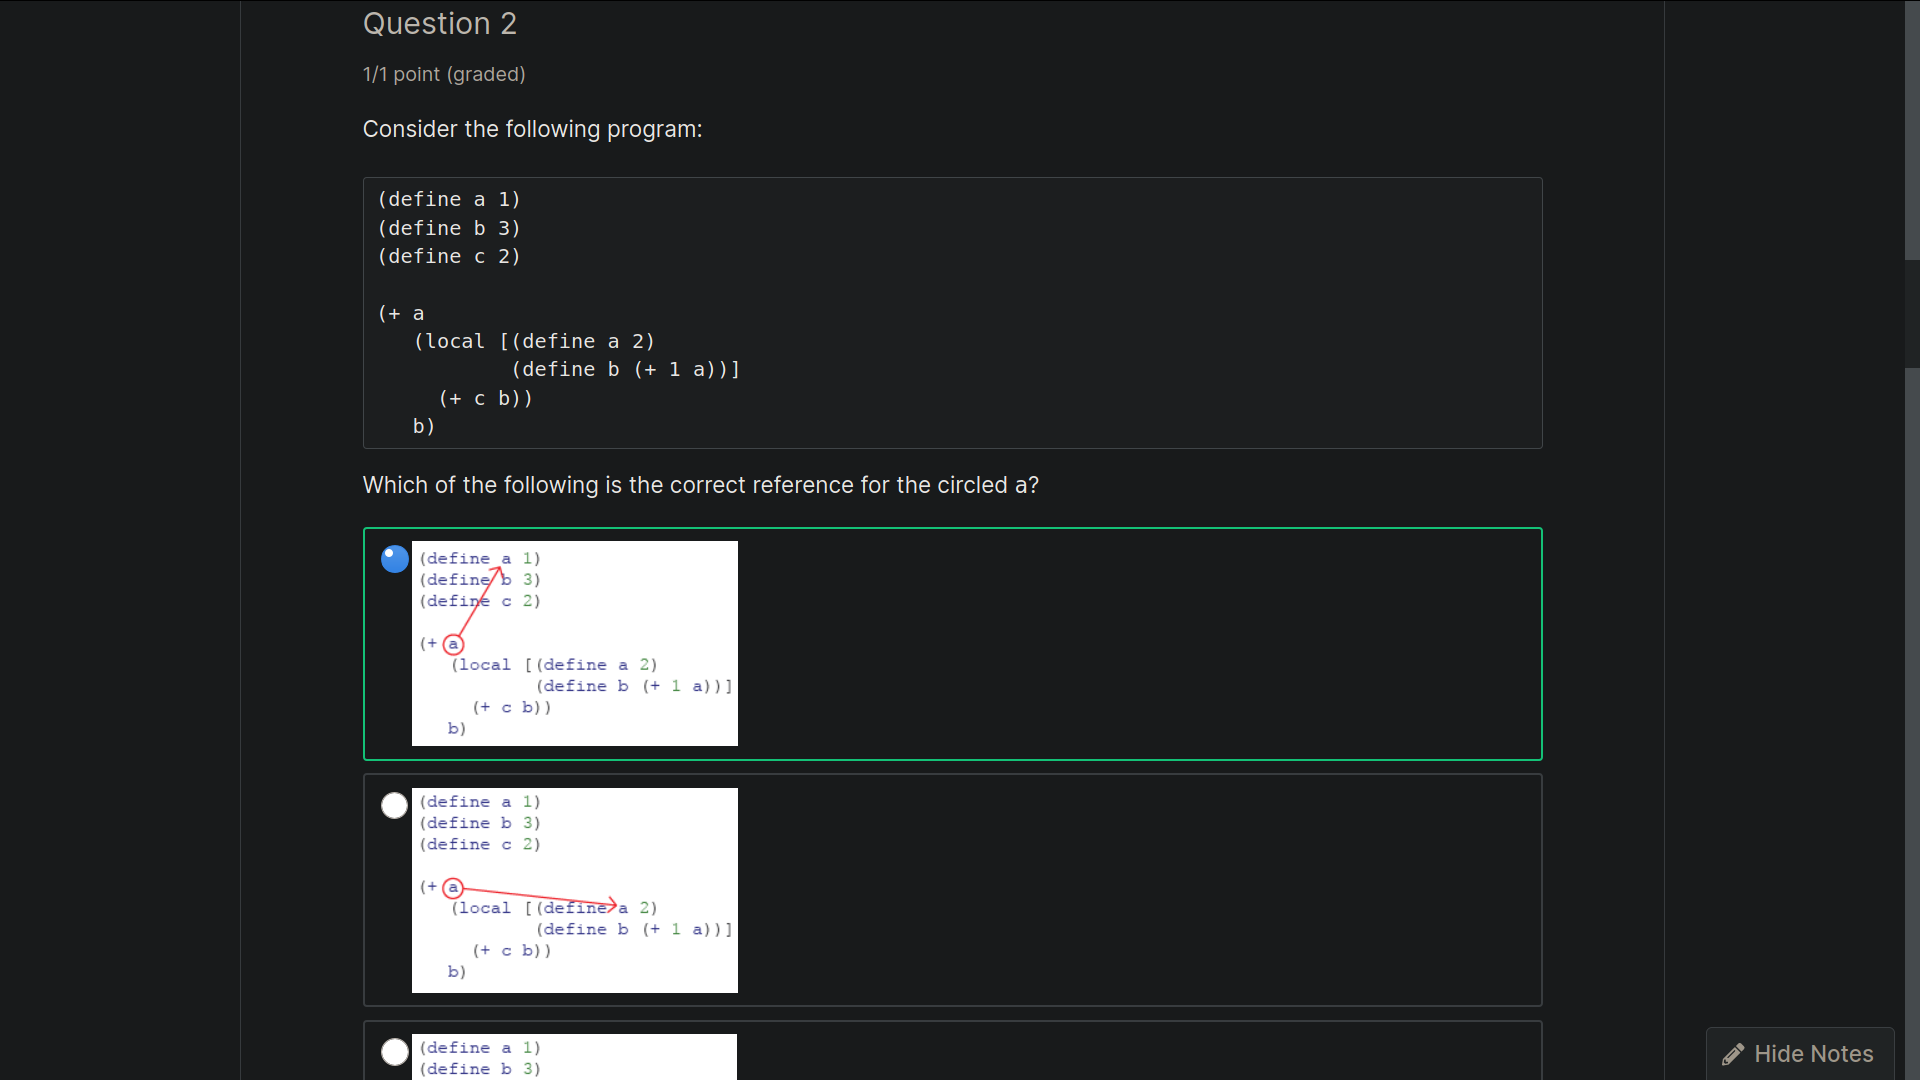 Question 2
1/1 point (graded)
Consider the following program:
(define a 1)
(define b 3)
(define c 2)
(+ a
   (local [(define a 2)
           (define b (+ 1 a))]
     (+ c b))
   b)
Which of the following is the correct reference for the circled a?
(define a 1)
(define b 3)
(define c 2)
(+ a
   (local [(define a 2)
           (define b (+ 1 a))]
     (+ c b))
   b)
(define a 1)
(define b 3)
(define c 2)
(+ a
   (local [(define a 2)
           (define b (+ 1 a))]
     (+ c b))
   b)
(define a 1)
(define b 3)
Hide Notes